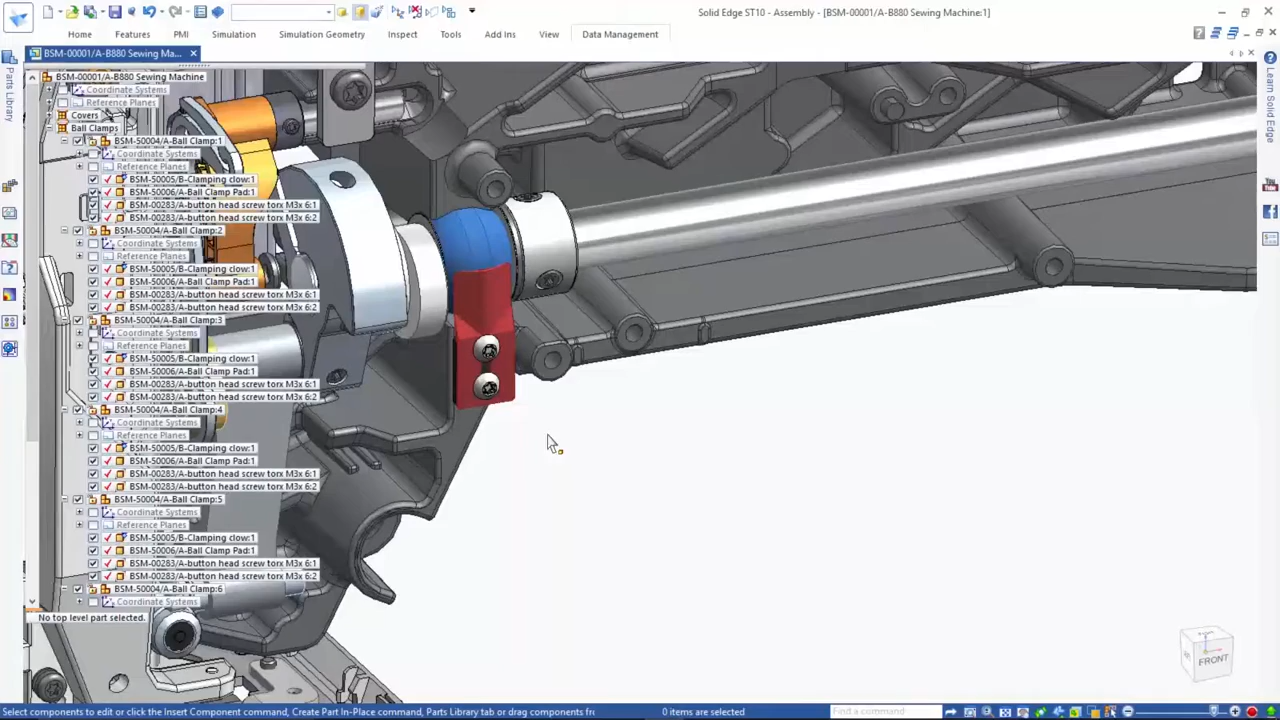 Solid Edge ST10 - Assembly - [BSM-00001/A-B880 Sewing Machine:1]
Home Features PMI Simulation Simulation Geometry Inspect Tools Add Ins View Data Management
BSM-00001/A-B880 Sewing Ma...
Parts Library
Learn Solid Edge
You Tube
BSM-00001/A-B880 Sewing Machine
Coordinate Systems
Reference Planes
Covers
Ball Clamps
BSM-50004/A-Ball Clamp:1
Coordinate Systems
Reference Planes
BSM-50005/B-Clamping clow:1
BSM-50006/A-Ball Clamp Pad:1
BSM-00283/A-button head screw torx M3x 6:1
BSM-00283/A-button head screw torx M3x 6:2
BSM-50004/A-Ball Clamp:2
Coordinate Systems
Reference Planes
BSM-50005/B-Clamping clow:1
BSM-50006/A-Ball Clamp Pad:1
BSM-00283/A-button head screw torx M3x 6:1
BSM-00283/A-button head screw torx M3x 6:2
BSM-50004/A-Ball Clamp:3
Coordinate Systems
Reference Planes
BSM-50005/B-Clamping clow:1
BSM-50006/A-Ball Clamp Pad:1
BSM-00283/A-button head screw torx M3x 6:1
BSM-00283/A-button head screw torx M3x 6:2
BSM-50004/A-Ball Clamp:4
Coordinate Systems
Reference Planes
BSM-50005/B-Clamping clow:1
BSM-50006/A-Ball Clamp Pad:1
BSM-00283/A-button head screw torx M3x 6:1
BSM-00283/A-button head screw torx M3x 6:2
BSM-50004/A-Ball Clamp:5
Coordinate Systems
Reference Planes
BSM-50005/B-Clamping clow:1
BSM-50006/A-Ball Clamp Pad:1
BSM-00283/A-button head screw torx M3x 6:1
BSM-00283/A-button head screw torx M3x 6:2
BSM-50004/A-Ball Clamp:6
Coordinate Systems
No top level part selected.
FRONT
Select components to edit or click the Insert Component command, Create Part In-Place command, Parts Library tab or drag components fr 0 items are selected Find a command